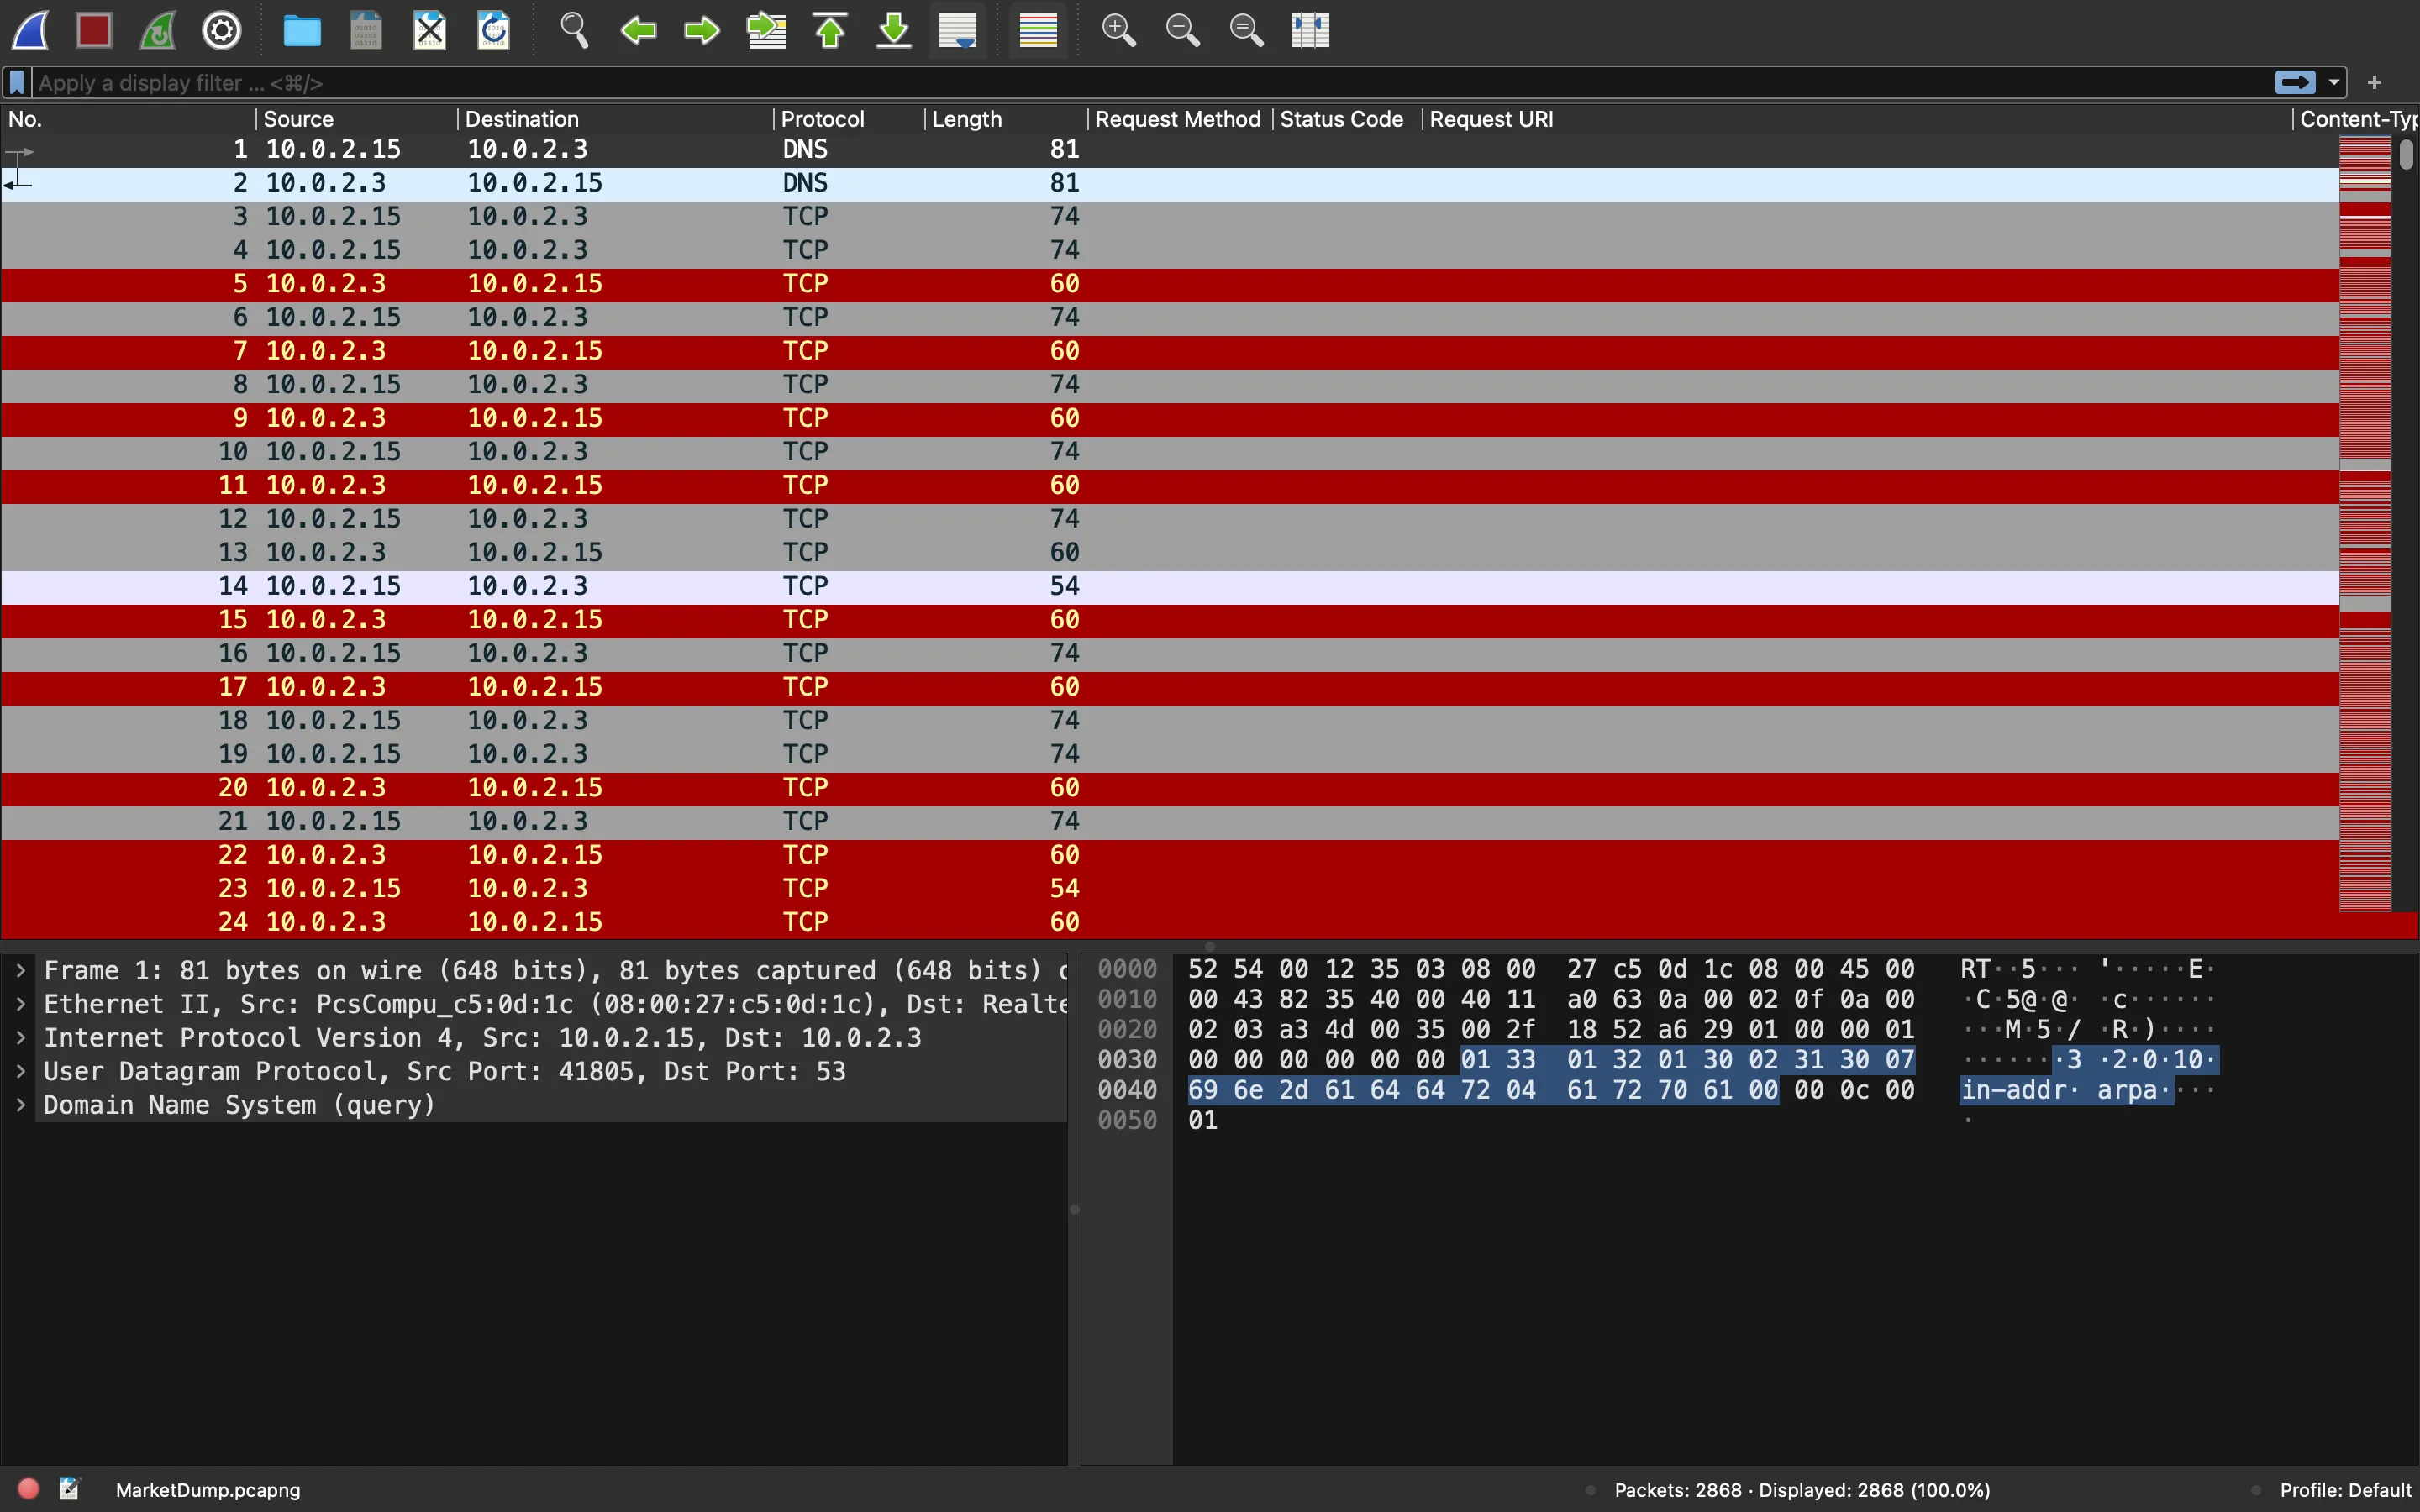 Apply a display filter ... <⌘/>
No. Source Destination Protocol Length Request Method Status Code Request URI Content-Typ
1 10.0.2.15 10.0.2.3 DNS 81
2 10.0.2.3 10.0.2.15 DNS 81
3 10.0.2.15 10.0.2.3 TCP 74
4 10.0.2.15 10.0.2.3 TCP 74
5 10.0.2.3 10.0.2.15 TCP 60
6 10.0.2.15 10.0.2.3 TCP 74
7 10.0.2.3 10.0.2.15 TCP 60
8 10.0.2.15 10.0.2.3 TCP 74
9 10.0.2.3 10.0.2.15 TCP 60
10 10.0.2.15 10.0.2.3 TCP 74
11 10.0.2.3 10.0.2.15 TCP 60
12 10.0.2.15 10.0.2.3 TCP 74
13 10.0.2.3 10.0.2.15 TCP 60
14 10.0.2.15 10.0.2.3 TCP 54
15 10.0.2.3 10.0.2.15 TCP 60
16 10.0.2.15 10.0.2.3 TCP 74
17 10.0.2.3 10.0.2.15 TCP 60
18 10.0.2.15 10.0.2.3 TCP 74
19 10.0.2.15 10.0.2.3 TCP 74
20 10.0.2.3 10.0.2.15 TCP 60
21 10.0.2.15 10.0.2.3 TCP 74
22 10.0.2.3 10.0.2.15 TCP 60
23 10.0.2.15 10.0.2.3 TCP 54
24 10.0.2.3 10.0.2.15 TCP 60
Frame 1: 81 bytes on wire (648 bits), 81 bytes captured (648 bits) o
Ethernet II, Src: PcsCompu_c5:0d:1c (08:00:27:c5:0d:1c), Dst: Realte
Internet Protocol Version 4, Src: 10.0.2.15, Dst: 10.0.2.3
User Datagram Protocol, Src Port: 41805, Dst Port: 53
Domain Name System (query)
0000 52 54 00 12 35 03 08 00 27 c5 0d 1c 08 00 45 00 RT··5··· '·····E·
0010 00 43 82 35 40 00 40 11 a0 63 0a 00 02 0f 0a 00 ·C·5@·@· ·c······
0020 02 03 a3 4d 00 35 00 2f 18 52 a6 29 01 00 00 01 ···M·5·/ ·R·)····
0030 00 00 00 00 00 00 01 33 01 32 01 30 02 31 30 07 ·······3 ·2·0·10·
0040 69 6e 2d 61 64 64 72 04 61 72 70 61 00 00 0c 00 in-addr· arpa····
0050 01 ·
MarketDump.pcapng
Packets: 2868 · Displayed: 2868 (100.0%)
Profile: Default